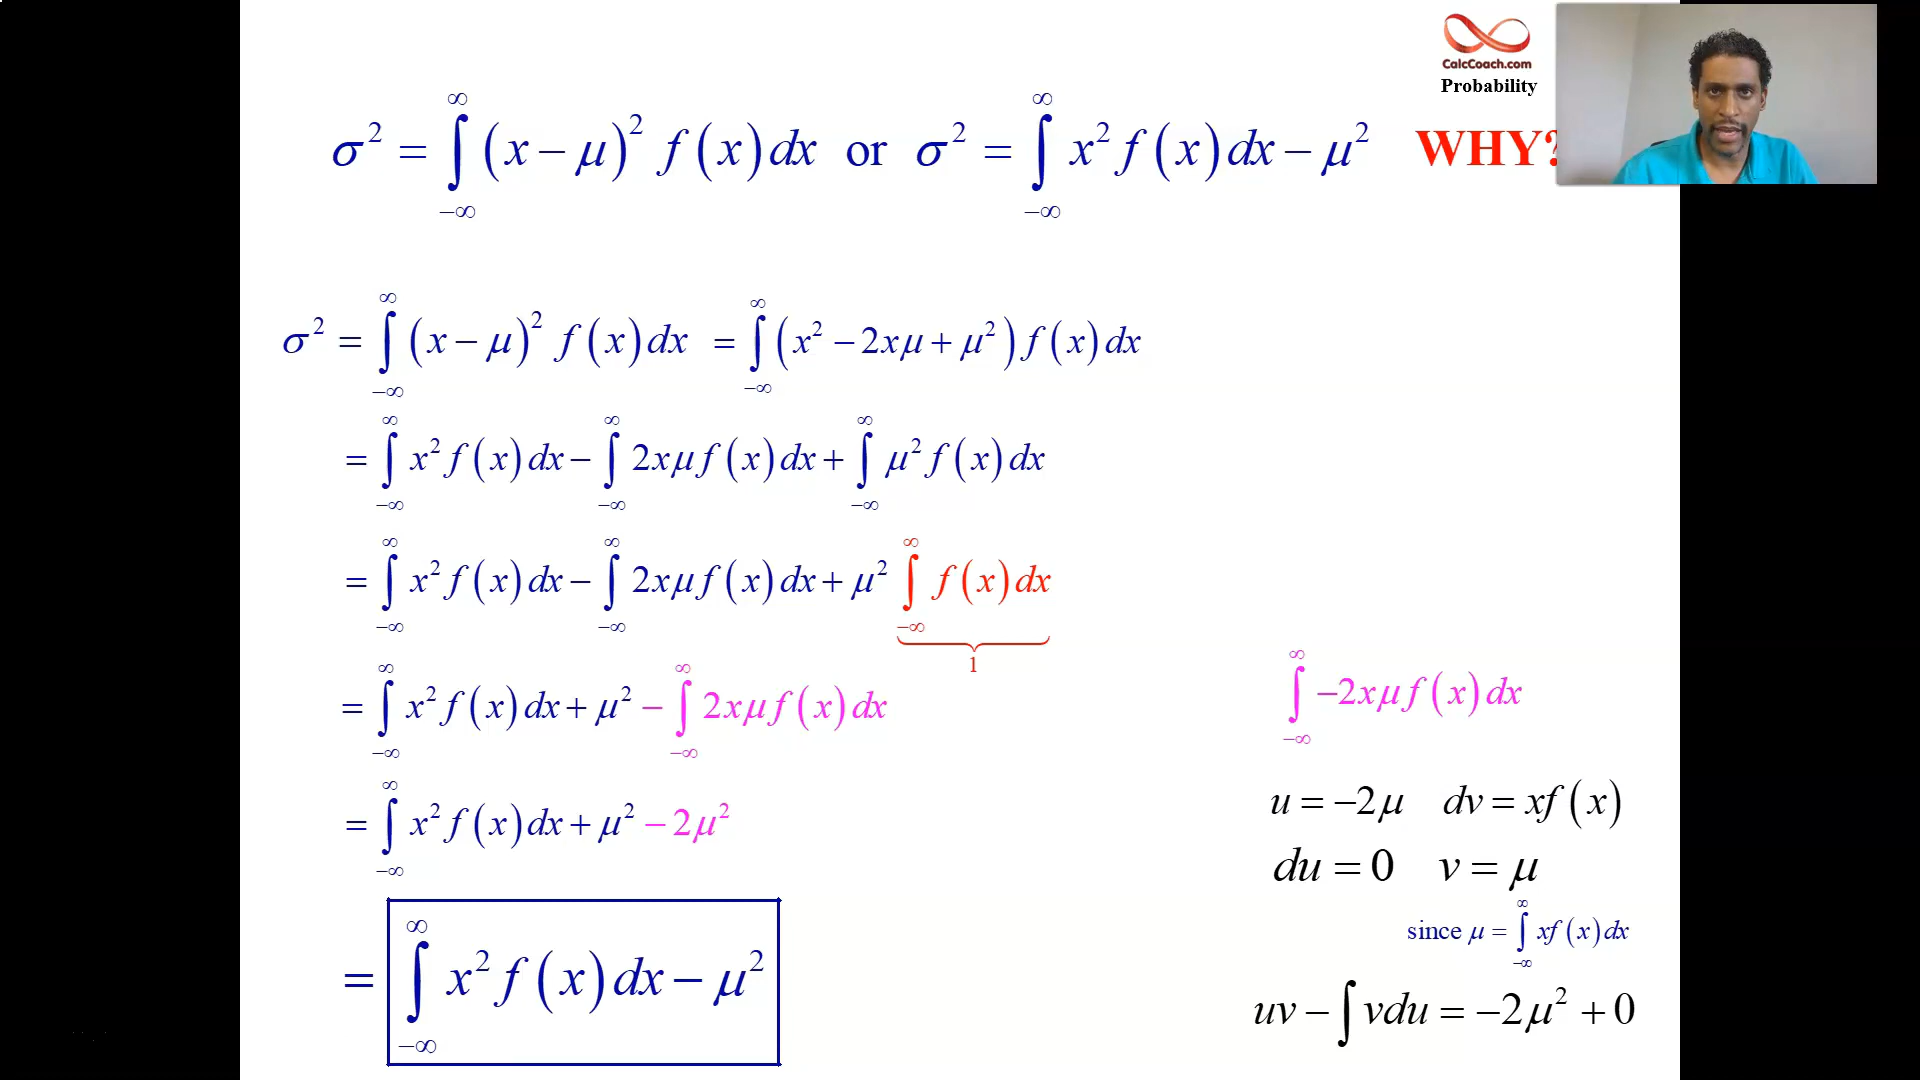 CalcCoach.com
Probability
σ² = ∫_{-∞}^{∞} (x − μ)² f(x)dx or σ² = ∫_{-∞}^{∞} x² f(x)dx − μ² WHY?
σ² = ∫_{-∞}^{∞} (x − μ)² f(x)dx = ∫_{-∞}^{∞} (x² − 2xμ + μ²) f(x)dx
= ∫_{-∞}^{∞} x² f(x)dx − ∫_{-∞}^{∞} 2xμ f(x)dx + ∫_{-∞}^{∞} μ² f(x)dx
= ∫_{-∞}^{∞} x² f(x)dx − ∫_{-∞}^{∞} 2xμ f(x)dx + μ² ∫_{-∞}^{∞} f(x)dx
1
= ∫_{-∞}^{∞} x² f(x)dx + μ² − ∫_{-∞}^{∞} 2xμ f(x)dx
= ∫_{-∞}^{∞} x² f(x)dx + μ² − 2μ²
= ∫_{-∞}^{∞} x² f(x)dx − μ²
∫_{-∞}^{∞} −2xμ f(x)dx
u = −2μ dv = xf(x)
du = 0 v = μ
since μ = ∫_{-∞}^{∞} xf(x)dx
uv − ∫ vdu = −2μ² + 0